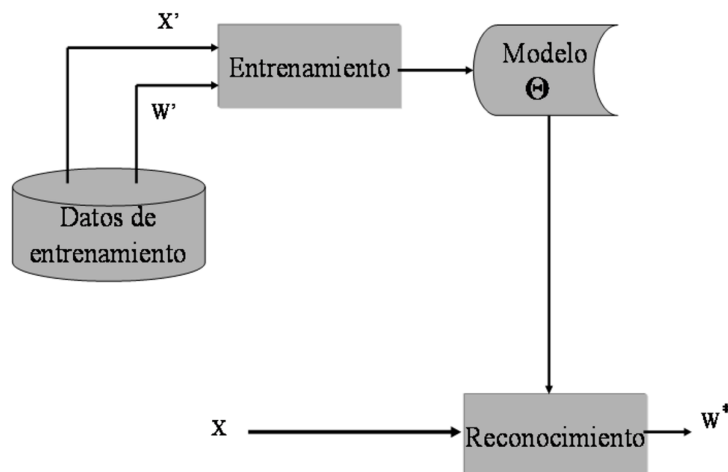 X'
Entrenamiento
W'
Modelo
Θ
Datos de
entrenamiento
X
Reconocimiento
W*